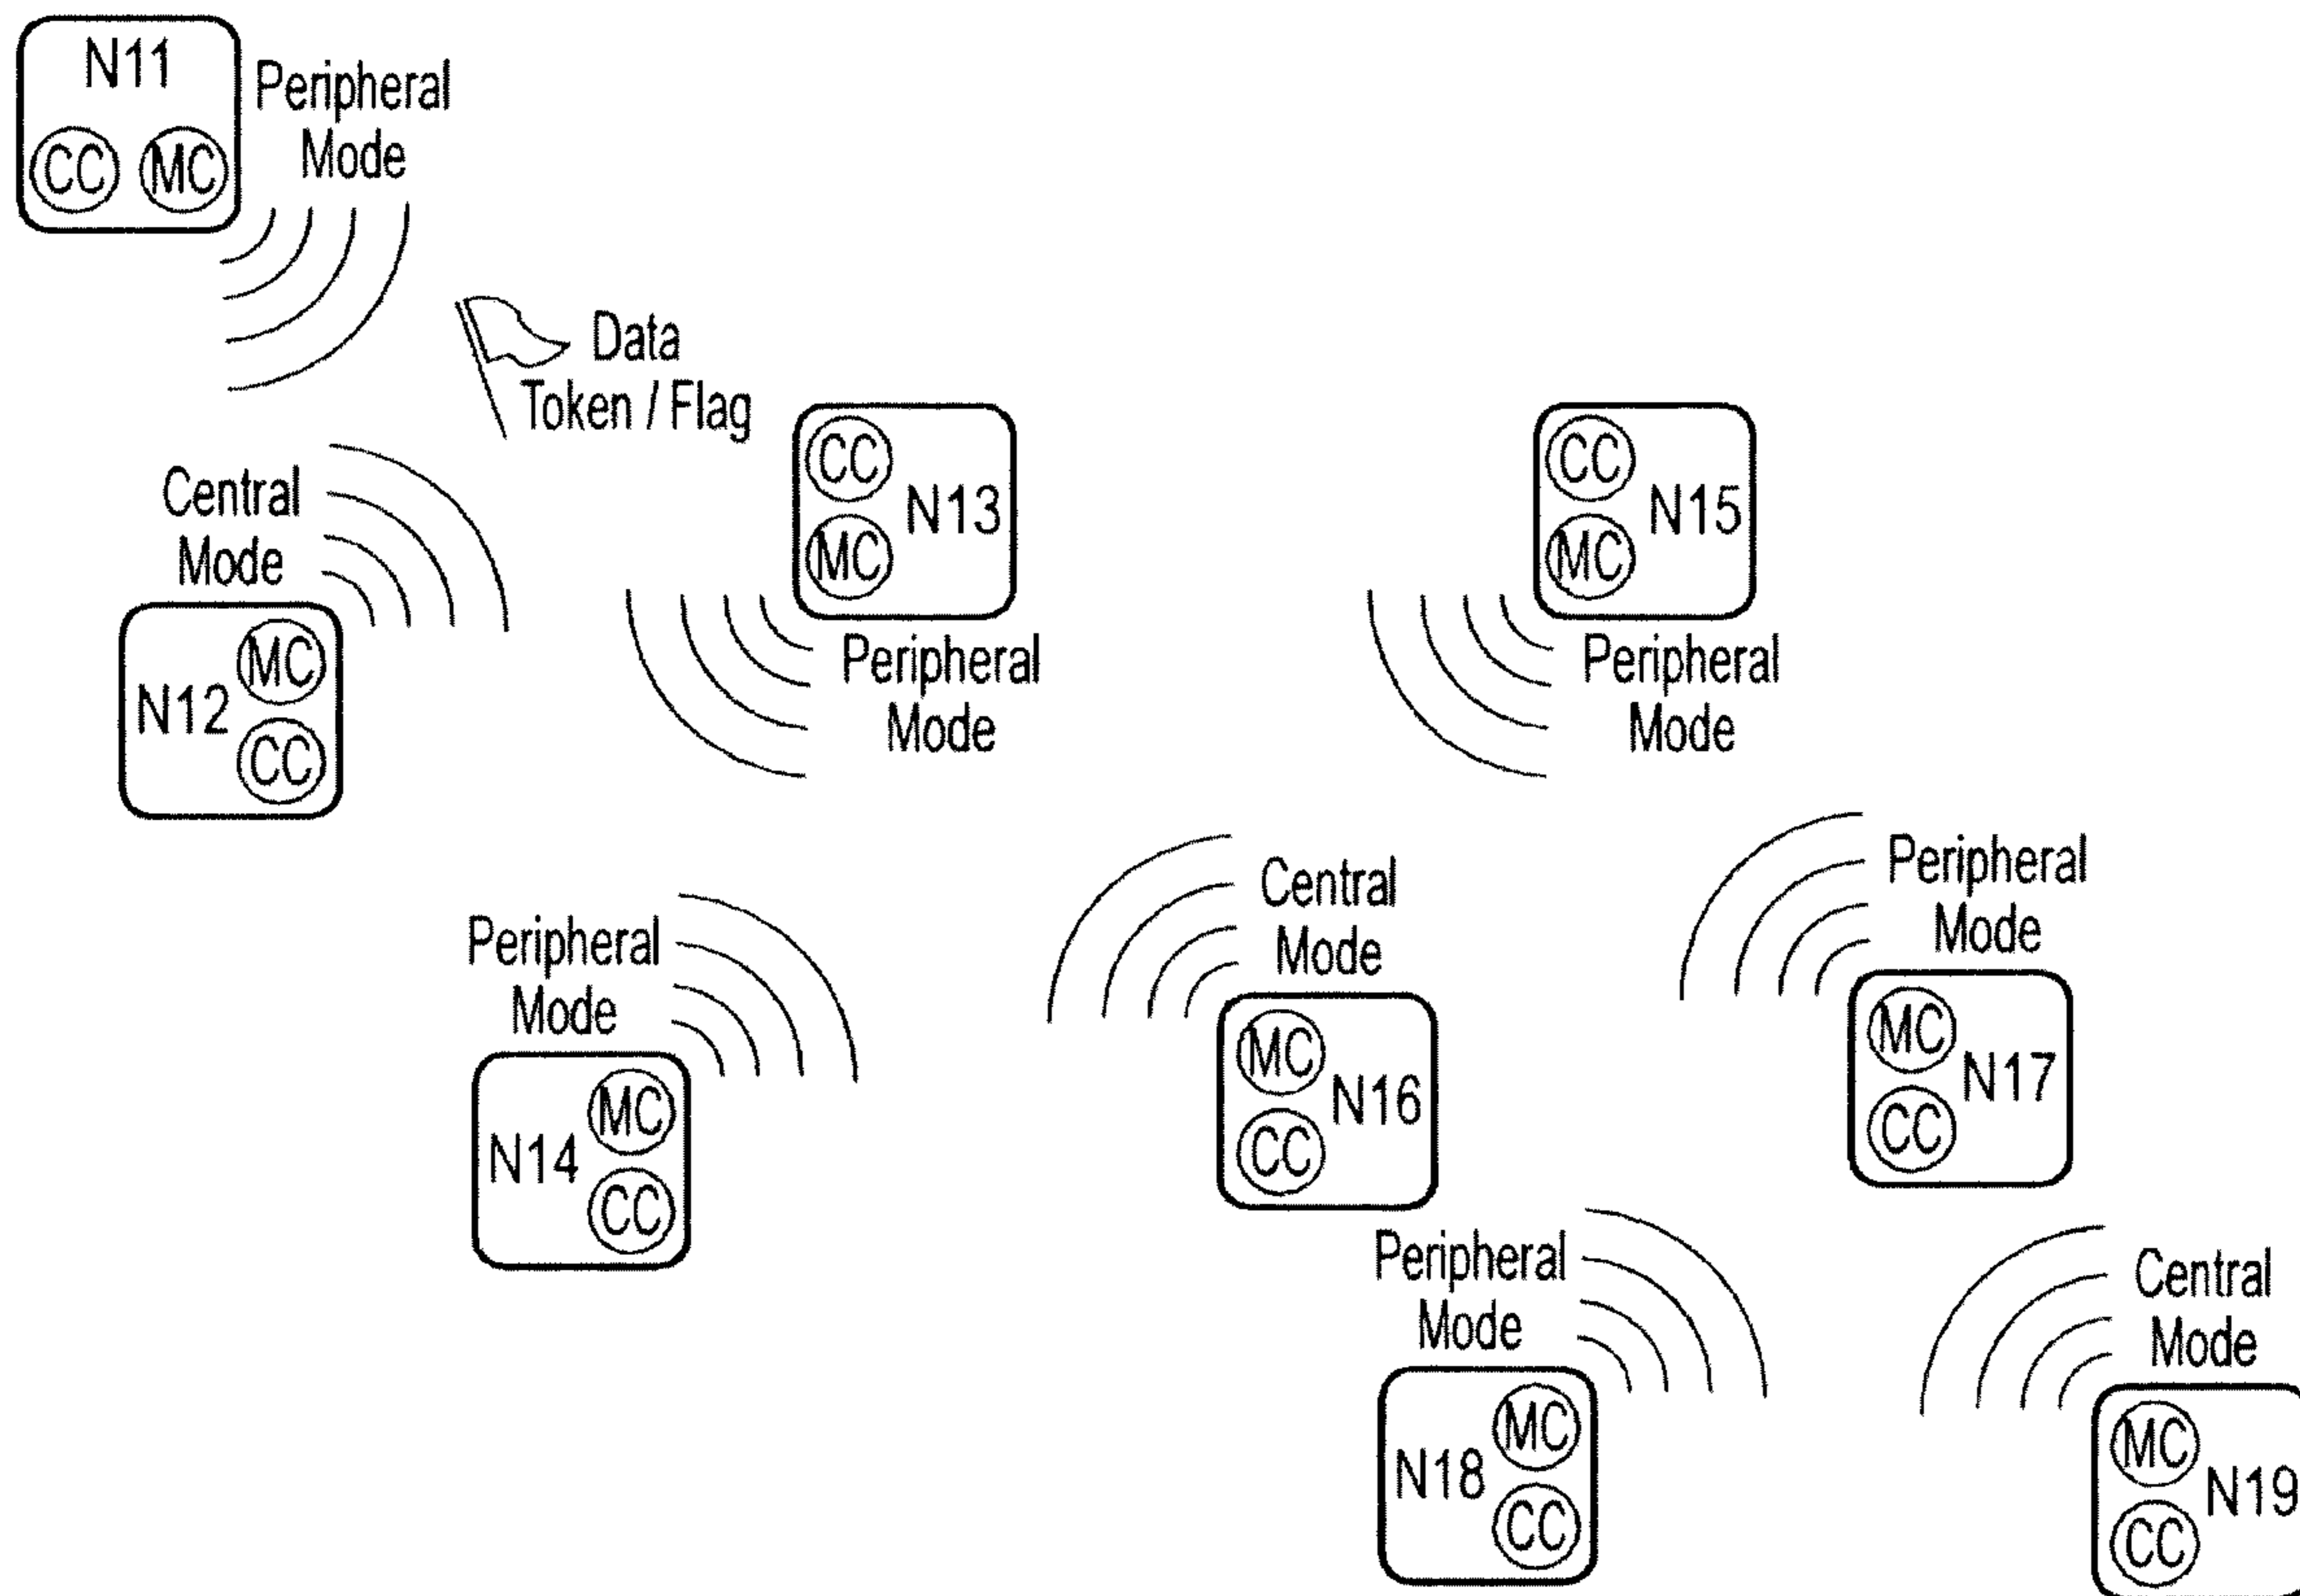 N11
CC MC
Peripheral
Mode
Data
Token / Flag
Central
Mode
N12
MC
CC
CC
MC
N13
Peripheral
Mode
CC
MC
N15
Peripheral
Mode
Peripheral
Mode
N14
MC
CC
Central
Mode
MC
CC
N16
Peripheral
Mode
MC
CC
N17
Peripheral
Mode
N18
MC
CC
Central
Mode
MC
CC
N19